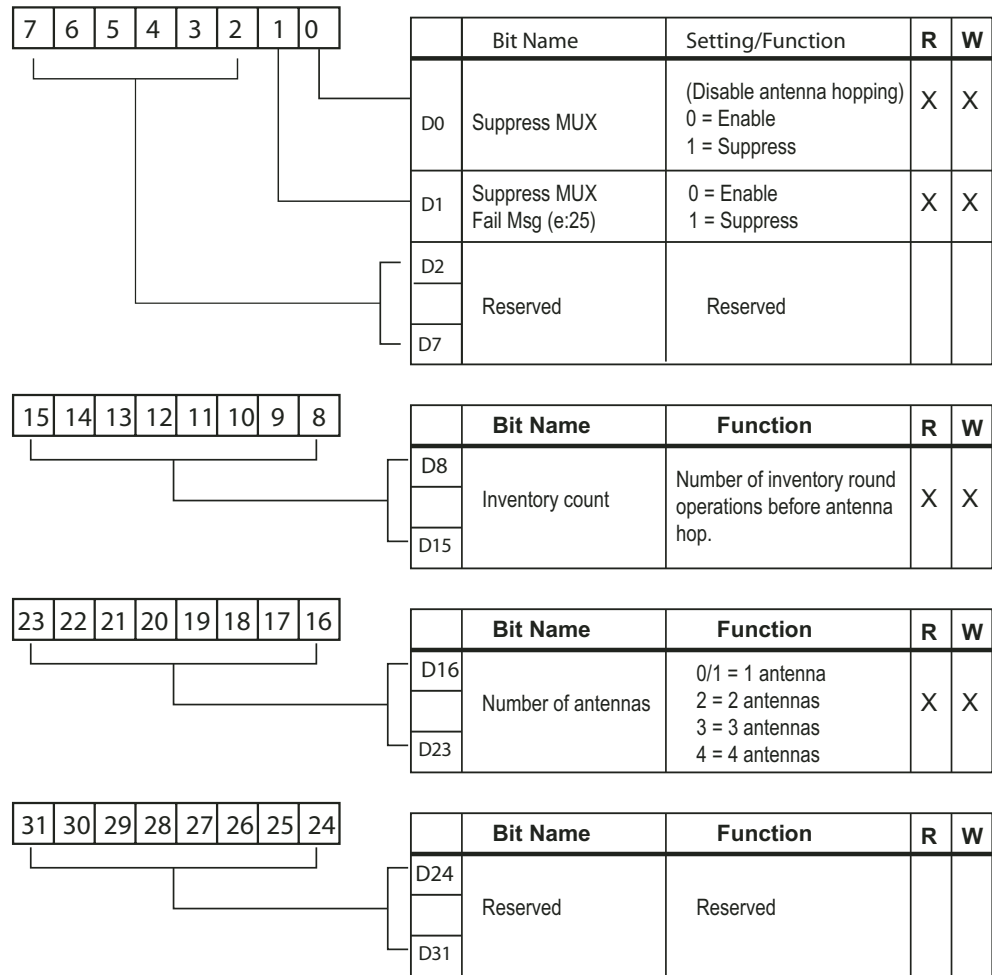 7 6 5 4 3 2 1 0
Bit Name Setting/Function R W
D0 Suppress MUX (Disable antenna hopping) X X
0 = Enable
1 = Suppress
D1 Suppress MUX 0 = Enable X X
Fail Msg (e:25) 1 = Suppress
D2
Reserved Reserved
D7
15 14 13 12 11 10 9 8
Bit Name Function R W
D8
Inventory count Number of inventory round X X
operations before antenna
hop.
D15
23 22 21 20 19 18 17 16
Bit Name Function R W
D16 0/1 = 1 antenna
Number of antennas 2 = 2 antennas X X
3 = 3 antennas
D23 4 = 4 antennas
31 30 29 28 27 26 25 24
Bit Name Function R W
D24
Reserved Reserved
D31